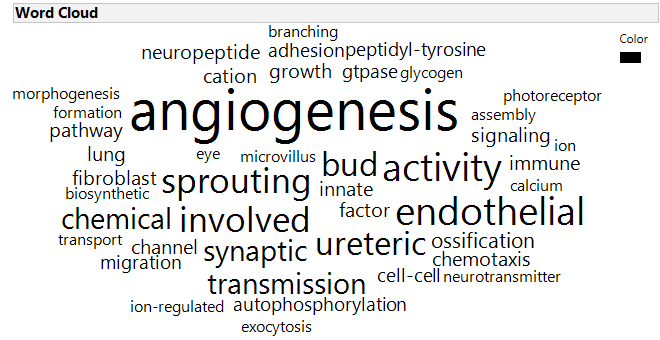 Word Cloud
Color
branching
neuropeptide adhesion peptidyl-tyrosine
cation growth gtpase glycogen
morphogenesis angiogenesis photoreceptor
formation assembly
pathway signaling
lung eye microvillus bud activity ion
immune
fibroblast sprouting innate calcium
biosynthetic
chemical involved factor endothelial
transport channel synaptic ureteric ossification
migration chemotaxis
transmission cell-cell neurotransmitter
ion-regulated autophosphorylation
exocytosis